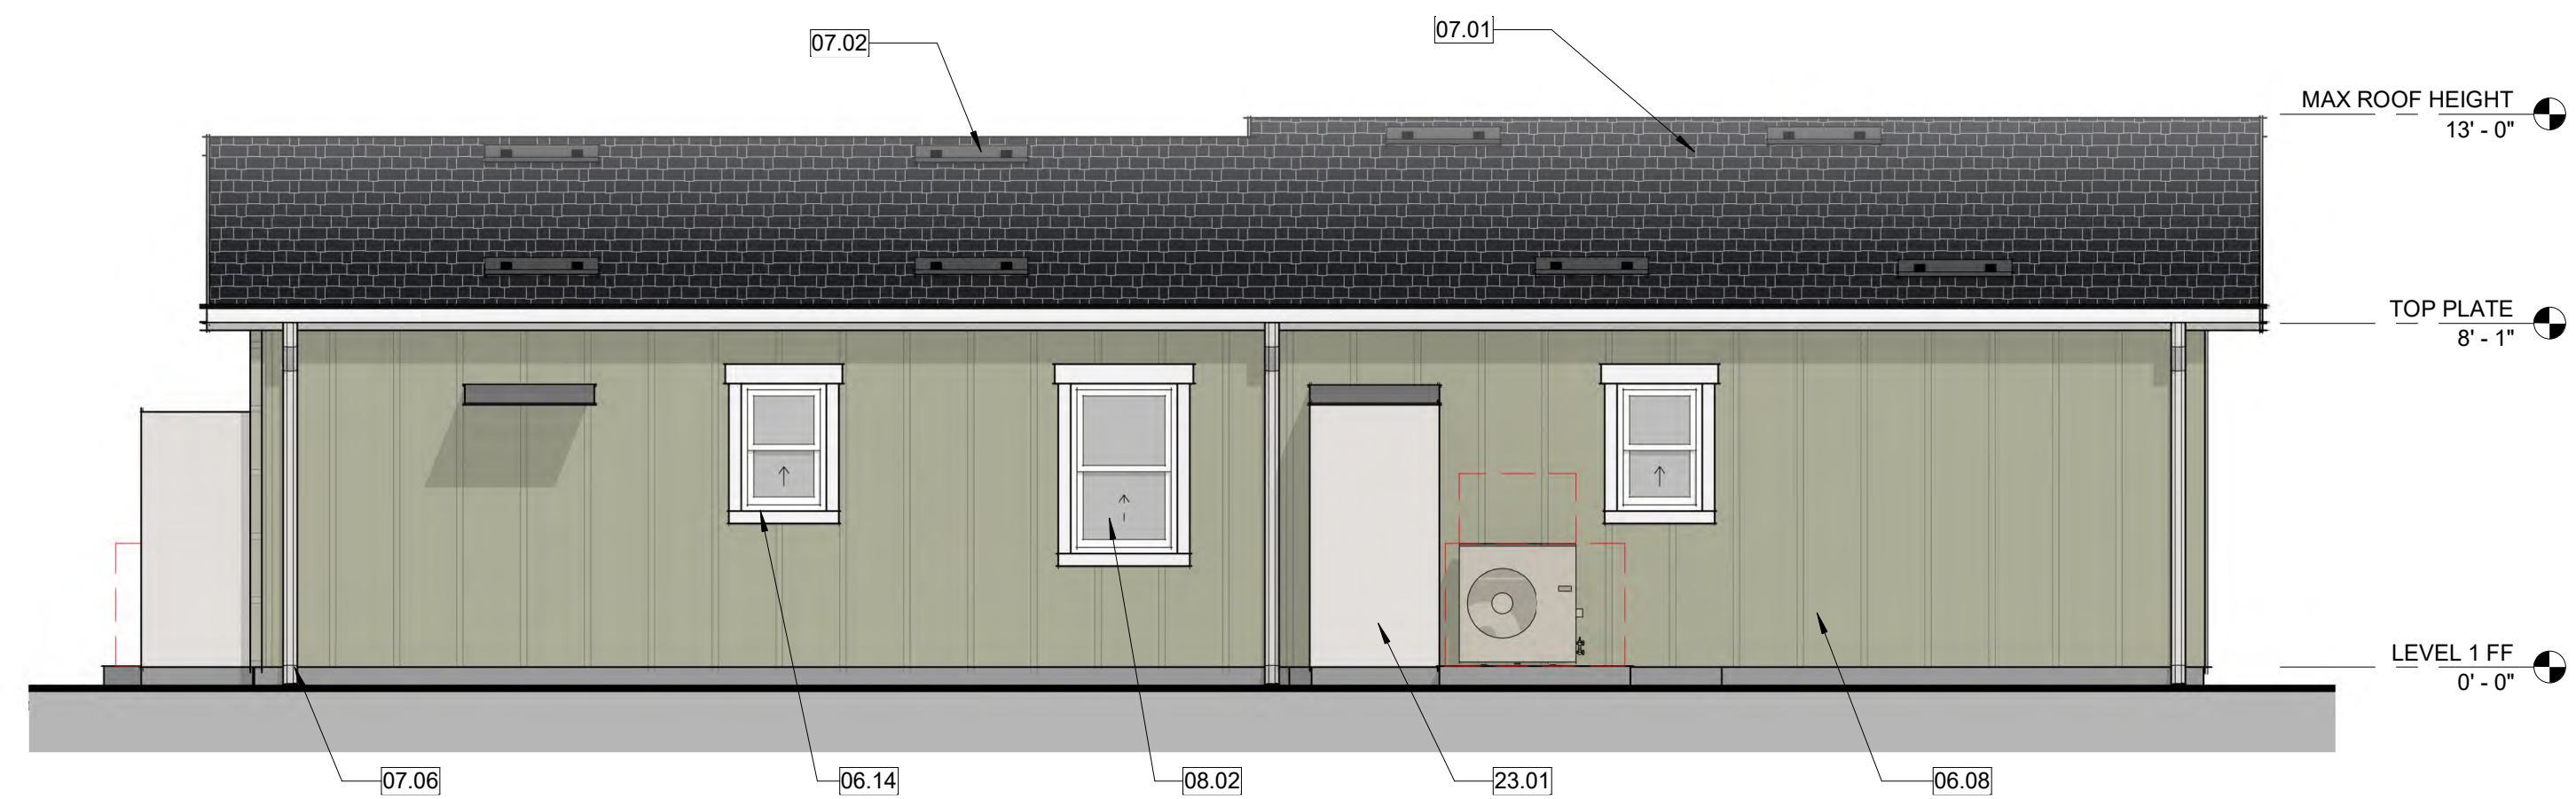 07.02
07.01
MAX ROOF HEIGHT
13' - 0"
TOP PLATE
8' - 1"
LEVEL 1 FF
0' - 0"
07.06
06.14
08.02
23.01
06.08